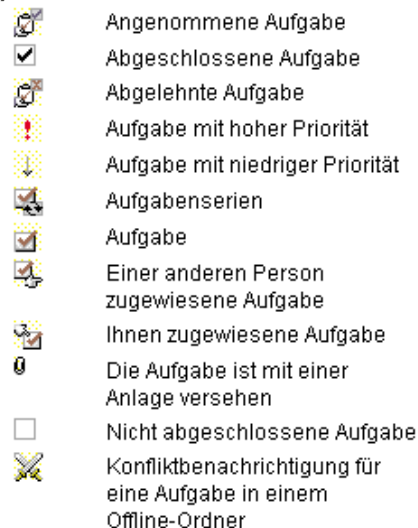 Angenommene Aufgabe
Abgeschlossene Aufgabe
Abgelehnte Aufgabe
Aufgabe mit hoher Priorität
Aufgabe mit niedriger Priorität
Aufgabenserien
Aufgabe
Einer anderen Person
zugewiesene Aufgabe
Ihnen zugewiesene Aufgabe
Die Aufgabe ist mit einer
Anlage versehen
Nicht abgeschlossene Aufgabe
Konfliktbenachrichtigung für
eine Aufgabe in einem
Offline-Ordner